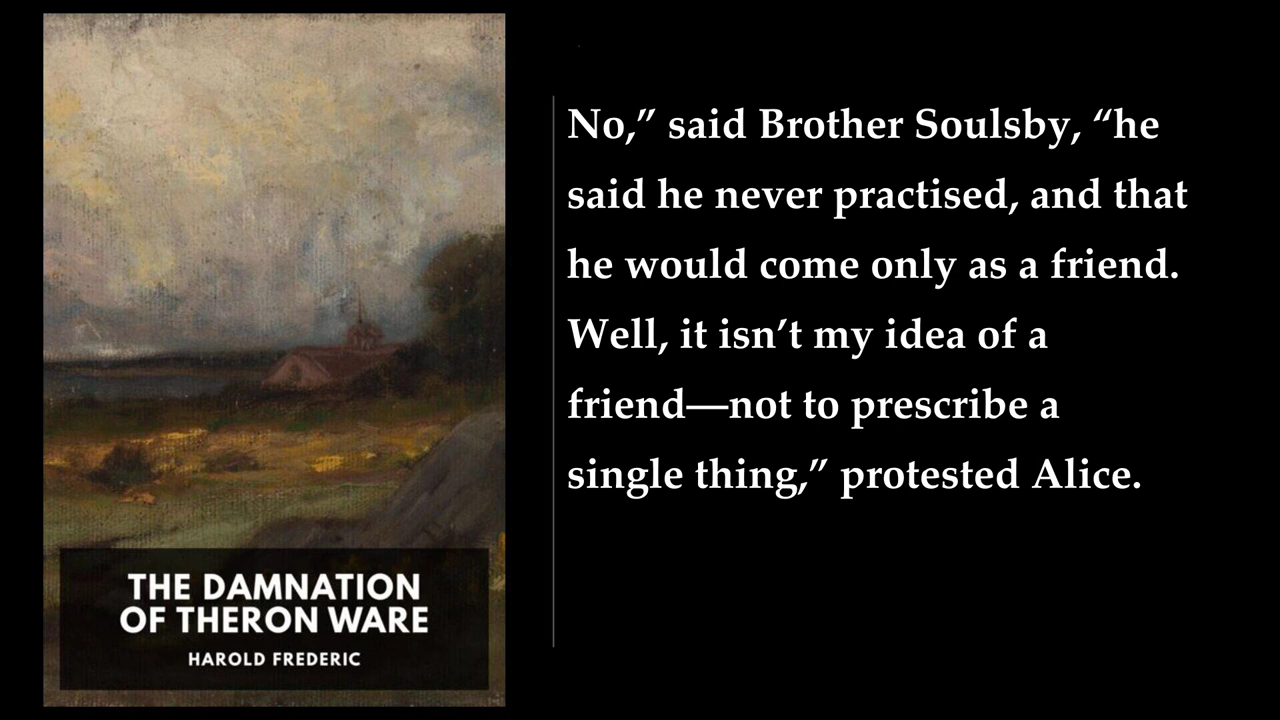 No,” said Brother Soulsby, “he
said he never practised, and that
he would come only as a friend.
Well, it isn’t my idea of a
friend—not to prescribe a
single thing,” protested Alice.
THE DAMNATION
OF THERON WARE
HAROLD FREDERIC